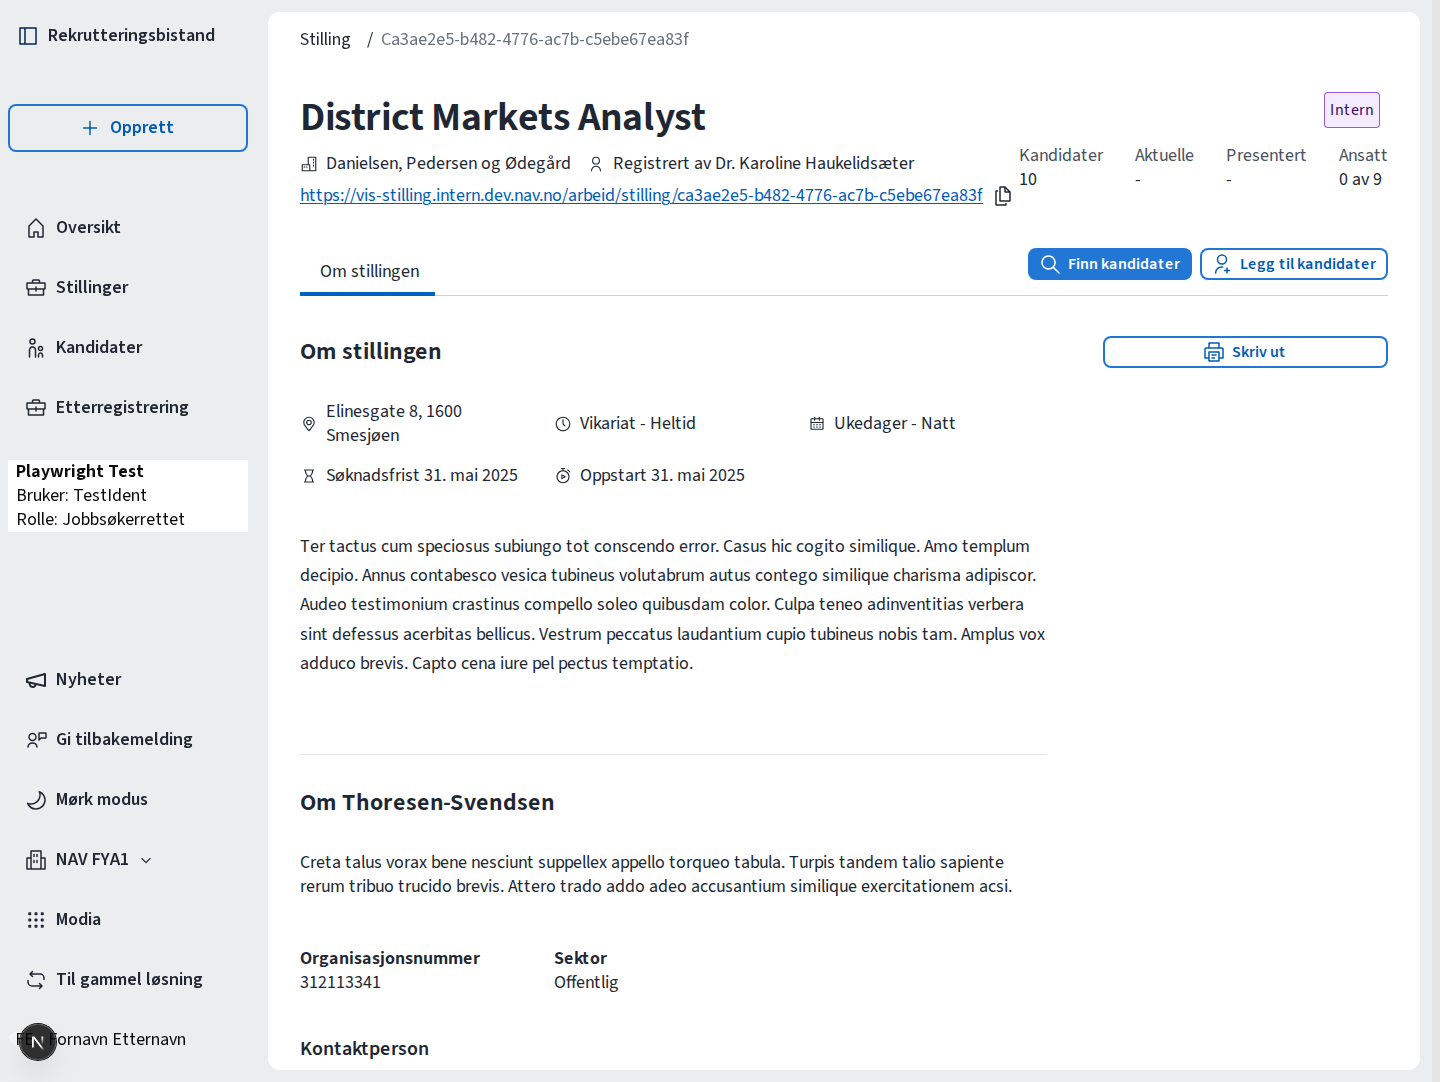 Rekrutteringsbistand
Opprett
Oversikt
Stillinger
Kandidater
Etterregistrering
Playwright Test
Bruker: TestIdent
Rolle: Jobbsøkerrettet
Nyheter
Gi tilbakemelding
Mørk modus
NAV FYA1
Modia
Til gammel løsning
Fornavn Etternavn
Stilling / Ca3ae2e5-b482-4776-ac7b-c5ebe67ea83f
District Markets Analyst
Intern
Danielsen, Pedersen og Ødegård Registrert av Dr. Karoline Haukelidsæter
https://vis-stilling.intern.dev.nav.no/arbeid/stilling/ca3ae2e5-b482-4776-ac7b-c5ebe67ea83f
Kandidater Aktuelle Presentert Ansatt
10 - - 0 av 9
Om stillingen
Finn kandidater
Legg til kandidater
Om stillingen
Skriv ut
Elinesgate 8, 1600
Smesjøen
Vikariat - Heltid
Ukedager - Natt
Søknadsfrist 31. mai 2025
Oppstart 31. mai 2025
Ter tactus cum speciosus subiungo tot conscendo error. Casus hic cogito similique. Amo templum
decipio. Annus contabesco vesica tubineus volutabrum autus contego similique charisma adipiscor.
Audeo testimonium crastinus compello soleo quibusdam color. Culpa teneo adinventitias verbera
sint defessus acerbitas bellicus. Vestrum peccatus laudantium cupio tubineus nobis tam. Amplus vox
adduco brevis. Capto cena iure pel pectus temptatio.
Om Thoresen-Svendsen
Creta talus vorax bene nesciunt suppellex appello torqueo tabula. Turpis tandem talio sapiente
rerum tribuo trucido brevis. Attero trado addo adeo accusantium similique exercitationem acsi.
Organisasjonsnummer Sektor
312113341 Offentlig
Kontaktperson